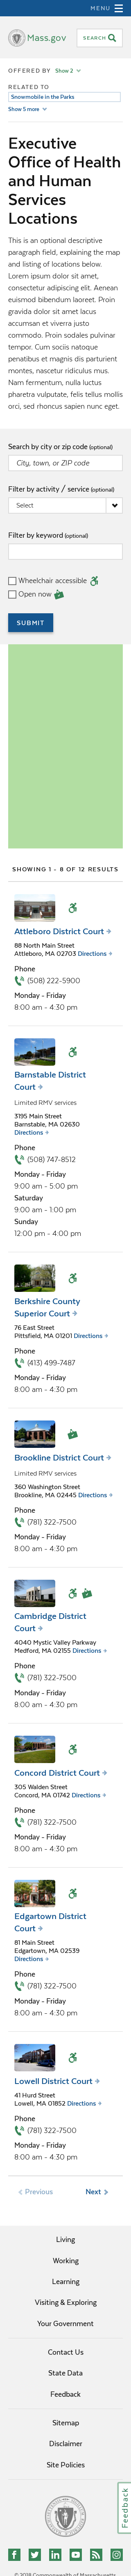 MENU
Mass.gov
SEARCH
OFFERED BY Show 2
RELATED TO
Snowmobile in the Parks
Show 5 more
Executive
Office of Health
and Human
Services
Locations
This is an optional descriptive
paragraph, letting me explain what the
listing of locations below.
Lorem ipsum dolor sit amet,
consectetur dis placerat. Anean
euismod bibendum laoreet. Proin
gravida dolor sit amet lacus
accumsan et viverra justo
commodo. Proin sodales pulvinar
tempor. Cum sociis natoque
penatibus et magnis dis parturient
montes, nascetur ridiculus mus.
Nam fermentum, nulla luctus
pharetra vulputate, felis tellus mollis
orci, sed rhoncus sapien nunc eget.
Search by city or zip code (optional)
City, town, or ZIP code
Filter by activity / service (optional)
Select
Filter by keyword (optional)
Wheelchair accessible
Open now
SUBMIT
SHOWING 1 - 8 OF 12 RESULTS
Attleboro District Court
88 North Main Street
Attleboro, MA 02703 Directions
Phone
(508) 222-5900
Monday - Friday
8:00 am - 4:30 pm
Barnstable District
Court
Limited RMV services
3195 Main Street
Barnstable, MA 02630
Directions
Phone
(508) 747-8512
Monday - Friday
9:00 am - 5:00 pm
Saturday
9:00 am - 1:00 pm
Sunday
12:00 pm - 4:00 pm
Berkshire County
Superior Court
76 East Street
Pittsfield, MA 01201 Directions
Phone
(413) 499-7487
Monday - Friday
8:00 am - 4:30 pm
Brookline District Court
Limited RMV services
360 Washington Street
Brookline, MA 02445 Directions
Phone
(781) 322-7500
Monday - Friday
8:00 am - 4:30 pm
Cambridge District
Court
4040 Mystic Valley Parkway
Medford, MA 02155 Directions
Phone
(781) 322-7500
Monday - Friday
8:00 am - 4:30 pm
Concord District Court
305 Walden Street
Concord, MA 01742 Directions
Phone
(781) 322-7500
Monday - Friday
8:00 am - 4:30 pm
Edgartown District
Court
81 Main Street
Edgartown, MA 02539
Directions
Phone
(781) 322-7500
Monday - Friday
8:00 am - 4:30 pm
Lowell District Court
41 Hurd Street
Lowell, MA 01852 Directions
Phone
(781) 322-7500
Monday - Friday
8:00 am - 4:30 pm
Previous Next
Living
Working
Learning
Visiting & Exploring
Your Government
Contact Us
State Data
Feedback
Sitemap
Disclaimer
Site Policies
Feedback
© 2018 Commonwealth of Massachusetts